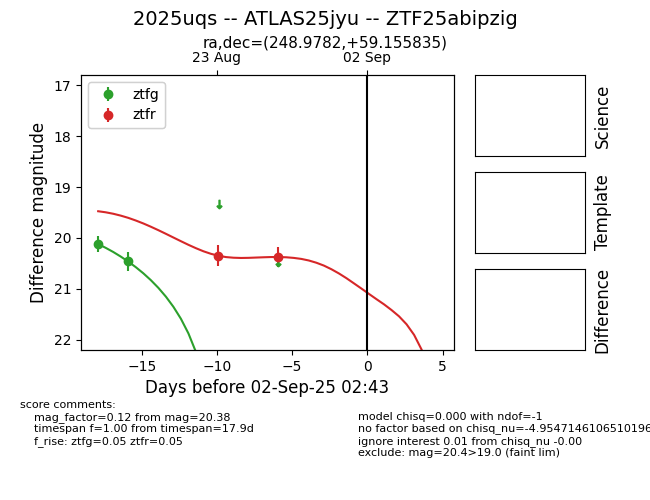 2025uqs -- ATLAS25jyu -- ZTF25abipzig
ra,dec=(248.9782,+59.155835)
23 Aug
02 Sep
ztfg
ztfr
17
18
19
20
21
22
Difference magnitude
−15
−10
−5
0
5
Days before 02-Sep-25 02:43
Science
Template
Difference
score comments:
mag_factor=0.12 from mag=20.38
timespan f=1.00 from timespan=17.9d
f_rise: ztfg=0.05 ztfr=0.05
model chisq=0.000 with ndof=-1
no factor based on chisq_nu=-4.9547146106510196
ignore interest 0.01 from chisq_nu -0.00
exclude: mag=20.4>19.0 (faint lim)